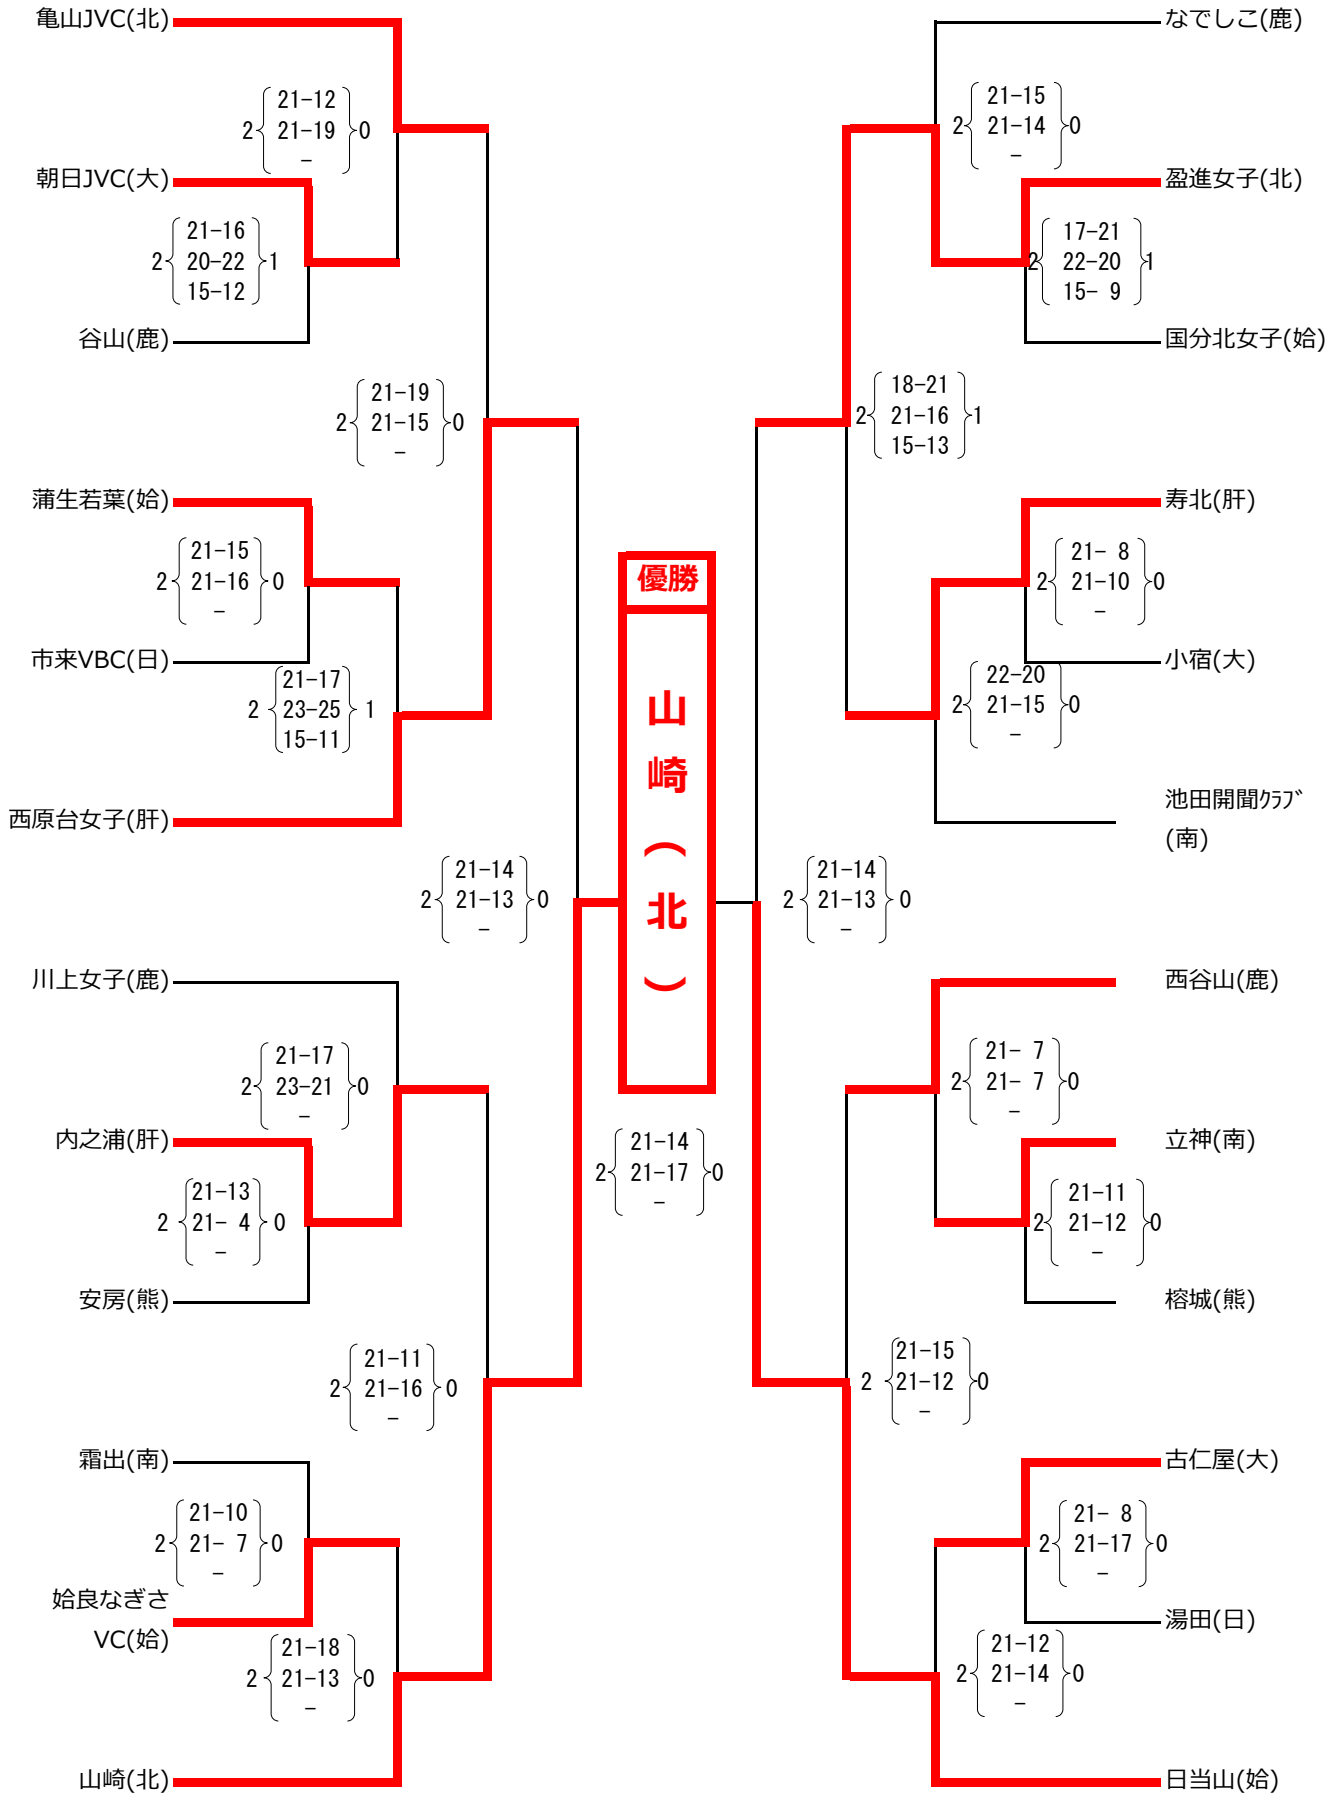 亀山JVC(北)
21-12
2 21-19 0
-
朝日JVC(大)
21-16
2 20-22 1
15-12
谷山(鹿)
21-19
2 21-15 0
-
蒲生若葉(姶)
21-15
2 21-16 0
-
市来VBC(日)
21-17
2 23-25 1
15-11
西原台女子(肝)
21-14
2 21-13 0
-
川上女子(鹿)
21-17
2 23-21 0
-
内之浦(肝)
21-13
2 21- 4 0
-
安房(熊)
21-11
2 21-16 0
-
霜出(南)
21-10
2 21- 7 0
-
姶良なぎさ
VC(姶)
21-18
2 21-13 0
-
山崎(北)
優勝
山崎(北)
21-14
2 21-17 0
-
なでしこ(鹿)
21-15
2 21-14 0
-
盈進女子(北)
17-21
2 22-20 1
15- 9
国分北女子(姶)
18-21
2 21-16 1
15-13
寿北(肝)
21- 8
2 21-10 0
-
小宿(大)
22-20
2 21-15 0
-
池田開聞ｸﾗﾌﾞ
(南)
21-14
2 21-13 0
-
西谷山(鹿)
21- 7
2 21- 7 0
-
立神(南)
21-11
2 21-12 0
-
榕城(熊)
21-15
2 21-12 0
-
古仁屋(大)
21- 8
2 21-17 0
-
湯田(日)
21-12
2 21-14 0
-
日当山(姶)